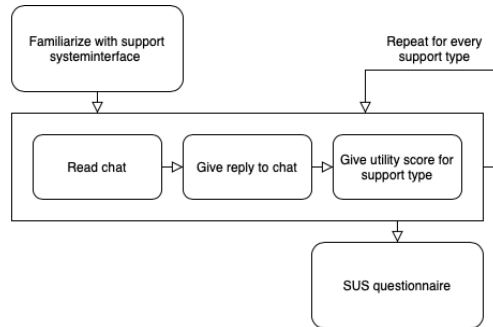 Familiarize with support
systeminterface
Repeat for every
support type
Read chat
Give reply to chat
Give utility score for
support type
SUS questionnaire